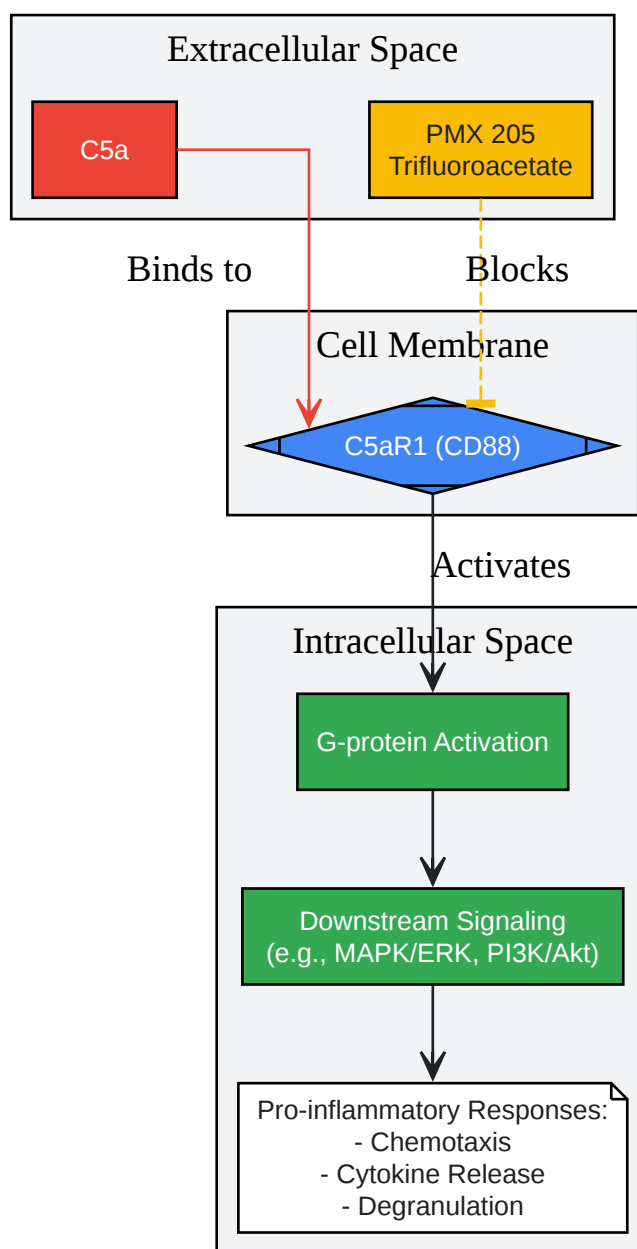 Extracellular Space
C5a
PMX 205
Trifluoroacetate
Binds to
Blocks
Cell Membrane
C5aR1 (CD88)
Activates
Intracellular Space
G-protein Activation
Downstream Signaling
(e.g., MAPK/ERK, PI3K/Akt)
Pro-inflammatory Responses:
- Chemotaxis
- Cytokine Release
- Degranulation